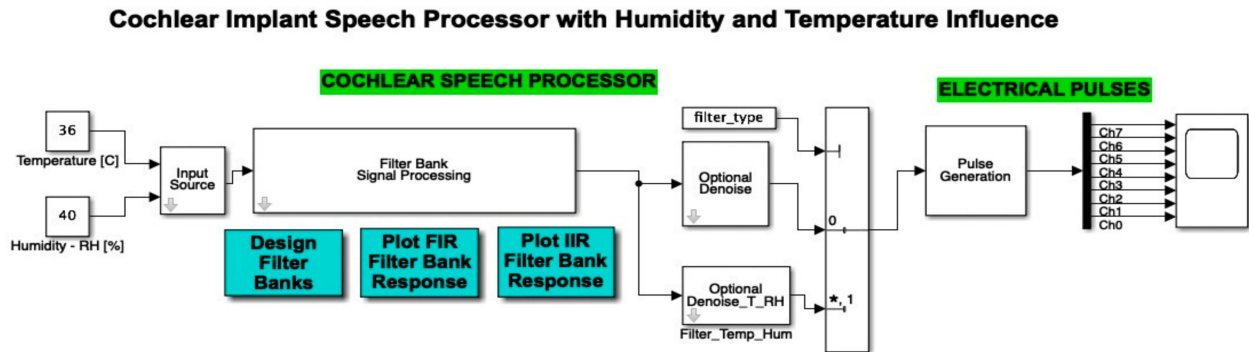 Cochlear Implant Speech Processor with Humidity and Temperature Influence
COCHLEAR SPEECH PROCESSOR
ELECTRICAL PULSES
36
Temperature [C]
40
Humidity - RH [%]
Input
Source
Filter Bank
Signal Processing
Design
Filter
Banks
Plot FIR
Filter Bank
Response
Plot IIR
Filter Bank
Response
filter_type
Optional
Denoise
Optional
Denoise_T_RH
Filter_Temp_Hum
0
*, 1
Pulse
Generation
Ch7
Ch6
Ch5
Ch4
Ch3
Ch2
Ch1
Ch0